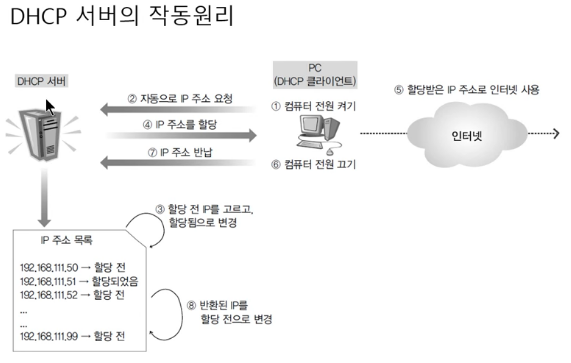 DHCP 서버의 작동원리
DHCP 서버
PC
(DHCP 클라이언트)
① 컴퓨터 전원 켜기
② 자동으로 IP 주소 요청
④ IP 주소를 할당
⑦ IP 주소 반납
⑥ 컴퓨터 전원 끄기
⑤ 할당받은 IP 주소로 인터넷 사용
인터넷
③ 할당 전 IP를 고르고,
할당됨으로 변경
IP 주소 목록
192,168,111,50 → 할당 전
192,168,111,51 → 할당되었음
192,168,111,52 → 할당 전
...
...
192,168,111,99 → 할당 전
⑧ 반환된 IP를
할당 전으로 변경